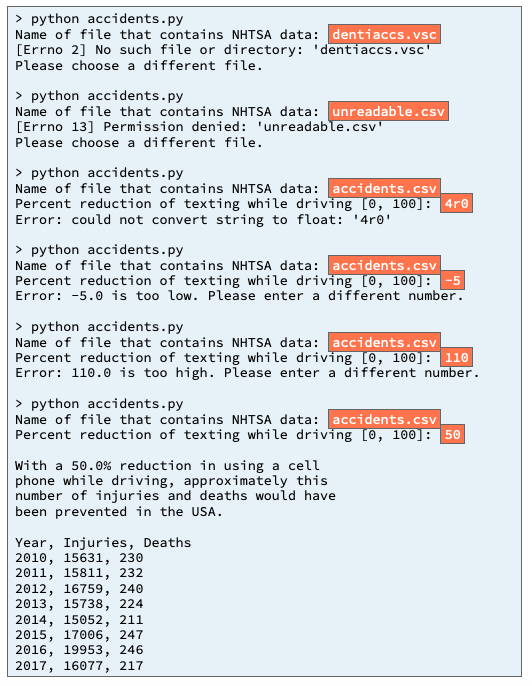 > python accidents.py
Name of file that contains NHTSA data: dentiaccs.vsc
[Errno 2] No such file or directory: 'dentiaccs.vsc'
Please choose a different file.
> python accidents.py
Name of file that contains NHTSA data: unreadable.csv
[Errno 13] Permission denied: 'unreadable.csv'
Please choose a different file.
> python accidents.py
Name of file that contains NHTSA data: accidents.csv
Percent reduction of texting while driving [0, 100]: 4r0
Error: could not convert string to float: '4r0'
> python accidents.py
Name of file that contains NHTSA data: accidents.csv
Percent reduction of texting while driving [0, 100]: -5
Error: -5.0 is too low. Please enter a different number.
> python accidents.py
Name of file that contains NHTSA data: accidents.csv
Percent reduction of texting while driving [0, 100]: 110
Error: 110.0 is too high. Please enter a different number.
> python accidents.py
Name of file that contains NHTSA data: accidents.csv
Percent reduction of texting while driving [0, 100]: 50
With a 50.0% reduction in using a cell
phone while driving, approximately this
number of injuries and deaths would have
been prevented in the USA.
Year, Injuries, Deaths
2010, 15631, 230
2011, 15811, 232
2012, 16759, 240
2013, 15738, 224
2014, 15052, 211
2015, 17006, 247
2016, 19953, 246
2017, 16077, 217